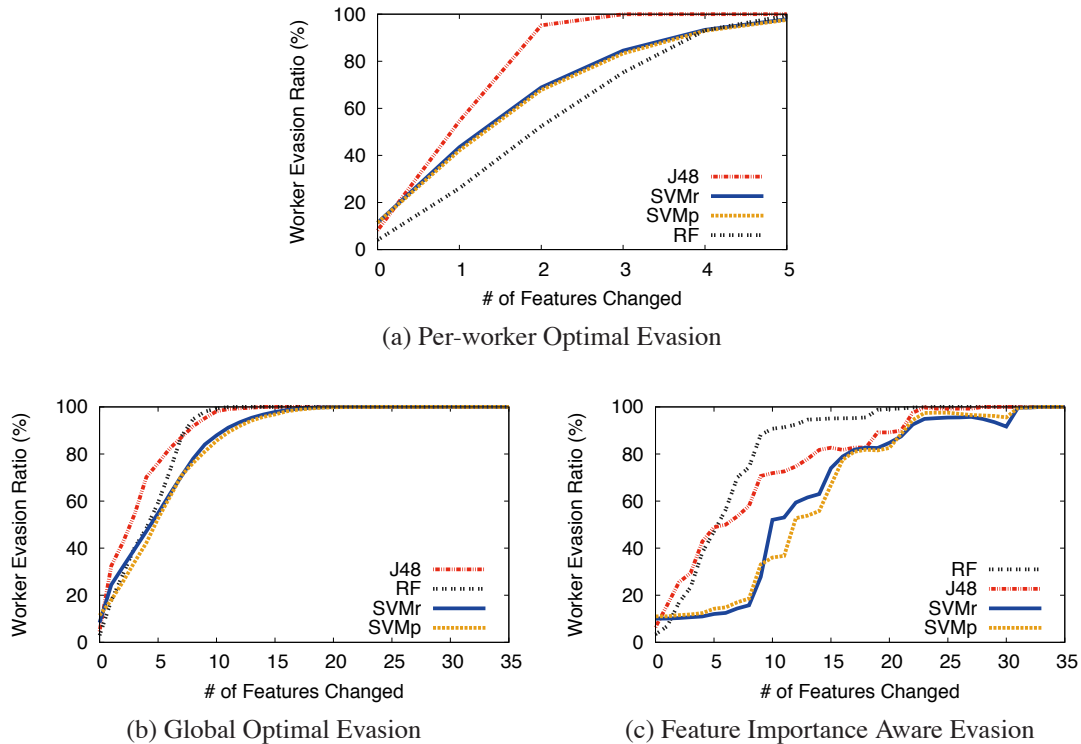 Worker Evasion Ratio (%)
100
80
60
40
20
0
J48
SVMr
SVMp
RF
0 1 2 3 4 5
# of Features Changed
(a) Per-worker Optimal Evasion
Worker Evasion Ratio (%)
100
80
60
40
20
0
J48
RF
SVMr
SVMp
0 5 10 15 20 25 30 35
# of Features Changed
(b) Global Optimal Evasion
Worker Evasion Ratio (%)
100
80
60
40
20
0
RF
J48
SVMr
SVMp
0 5 10 15 20 25 30 35
# of Features Changed
(c) Feature Importance Aware Evasion